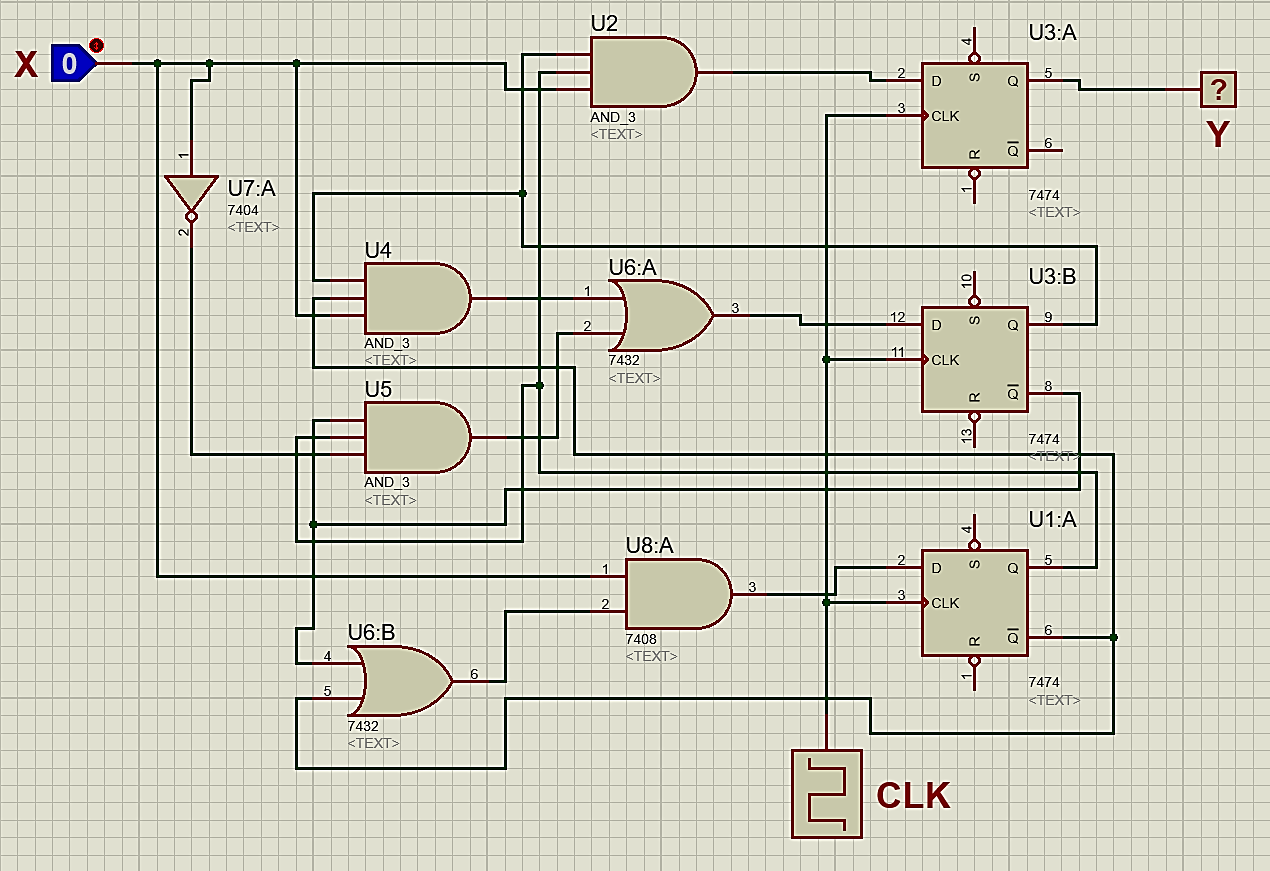 X
0
U7:A
1
2
7404
<TEXT>
U2
AND_3
<TEXT>
U3:A
4
2
D
S
Q
5
3
CLK
R
Q
6
1
7474
<TEXT>
?
Y
U4
AND_3
<TEXT>
U6:A
1
2
3
7432
<TEXT>
U3:B
10
12
D
S
Q
9
11
CLK
R
Q
8
13
7474
<TEXT>
U5
AND_3
<TEXT>
U8:A
1
2
3
7408
<TEXT>
U1:A
4
2
D
S
Q
5
3
CLK
R
Q
6
1
7474
<TEXT>
U6:B
4
5
6
7432
<TEXT>
CLK